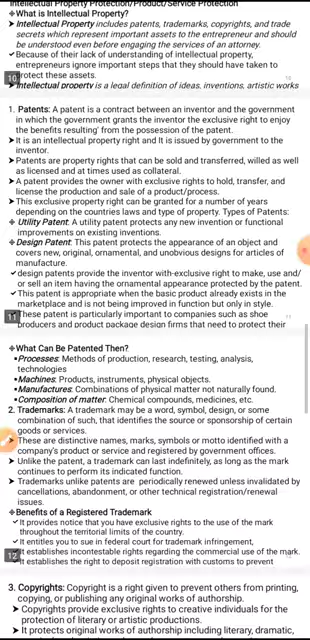 Intellectual Property Protection/Product/Service Protection
❖What is Intellectual Property?
➤ Intellectual Property includes patents, trademarks, copyrights, and trade
secrets which represent important assets to the entrepreneur and should
be understood even before engaging the services of an attorney.
✓Because of their lack of understanding of intellectual property,
entrepreneurs ignore important steps that they should have taken to
protect these assets.
10
➤Intellectual property is a legal definition of ideas, inventions, artistic works
1. Patents: A patent is a contract between an inventor and the government
in which the government grants the inventor the exclusive right to enjoy
the benefits resulting' from the possession of the patent.
➤It is an intellectual property right and It is issued by government to the
inventor.
➤Patents are property rights that can be sold and transferred, willed as well
as licensed and at times used as collateral.
➤A patent provides the owner with exclusive rights to hold, transfer, and
license the production and sale of a product/process.
➤This exclusive property right can be granted for a number of years
depending on the countries laws and type of property. Types of Patents:
❖ Utility Patent: A utility patent protects any new invention or functional
improvements on existing inventions.
❖Design Patent: This patent protects the appearance of an object and
covers new, original, ornamental, and unobvious designs for articles of
manufacture.
✓design patents provide the inventor with-exclusive right to make, use and/
or sell an item having the ornamental appearance protected by the patent.
✓This patent is appropriate when the basic product already exists in the
marketplace and is not being improved in function but only in style.
11
These patent is particularly important to companies such as shoe
producers and product package design firms that need to protect their
❖What Can Be Patented Then?
•Processes: Methods of production, research, testing, analysis,
technologies
•Machines: Products, instruments, physical objects.
•Manufactures: Combinations of physical matter not naturally found.
•Composition of matter: Chemical compounds, medicines, etc.
2. Trademarks: A trademark may be a word, symbol, design, or some
combination of such, that identifies the source or sponsorship of certain
goods or services.
➤ These are distinctive names, marks, symbols or motto identified with a
company's product or service and registered by government offices.
➤ Unlike the patent, a trademark can last indefinitely, as long as the mark
continues to perform its indicated function.
➤ Trademarks unlike patents are periodically renewed unless invalidated by
cancellations, abandonment, or other technical registration/renewal
issues.
❖Benefits of a Registered Trademark
✓It provides notice that you have exclusive rights to the use of the mark
throughout the territorial limits of the country.
✓It entitles you to sue in federal court for trademark infringement,
12
It establishes incontestable rights regarding the commercial use of the mark.
It establishes the right to deposit registration with customs to prevent
3. Copyrights: Copyright is a right given to prevent others from printing,
copying, or publishing any original works of authorship.
➤ Copyrights provide exclusive rights to creative individuals for the
protection of literary or artistic productions.
➤ It protects original works of authorship including literary, dramatic,